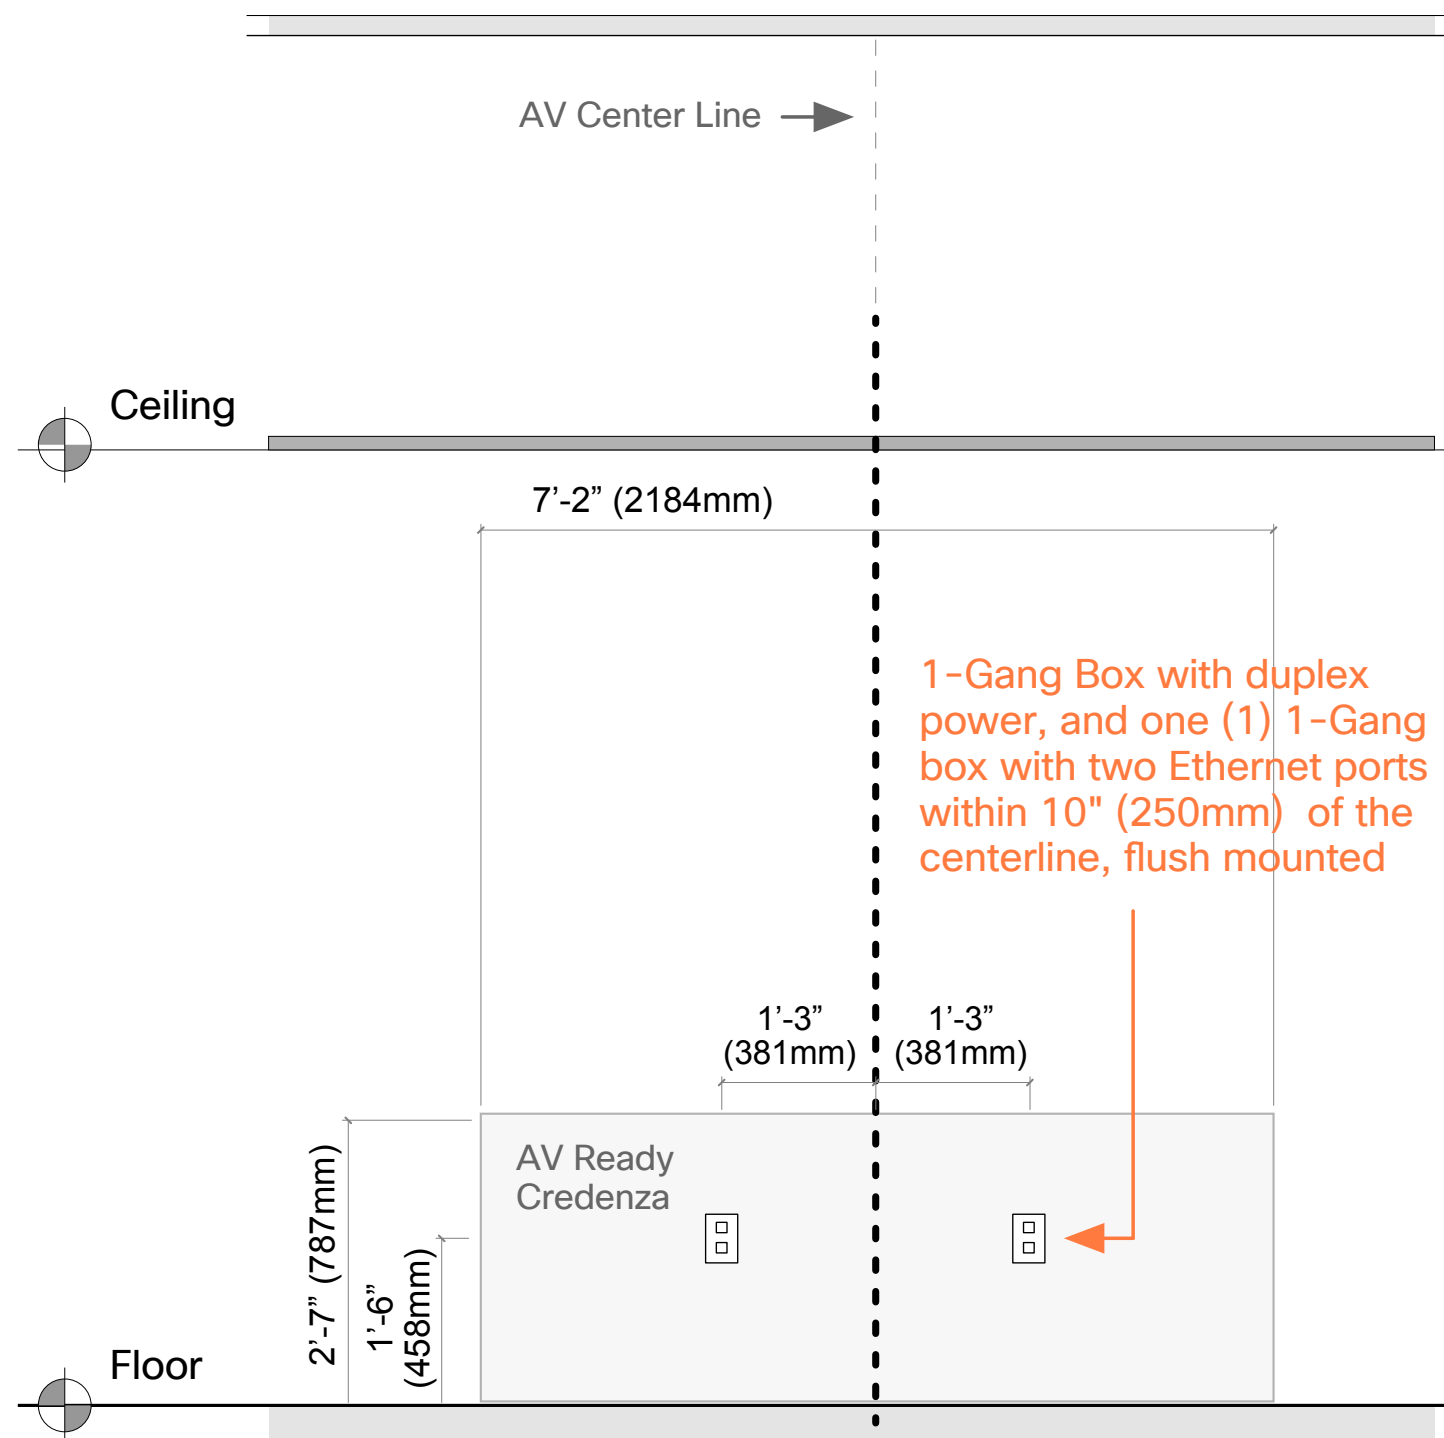 AV Center Line
Ceiling
7’-2” (2184mm)
1-Gang Box with duplex
power, and one (1) 1-Gang
box with two Ethernet ports
within 10" (250mm)  of the
centerline, flush mounted
1’-3”
(381mm)
1’-3”
(381mm)
AV Ready
Credenza
2’-7” (787mm)
1’-6”
(458mm)
Floor